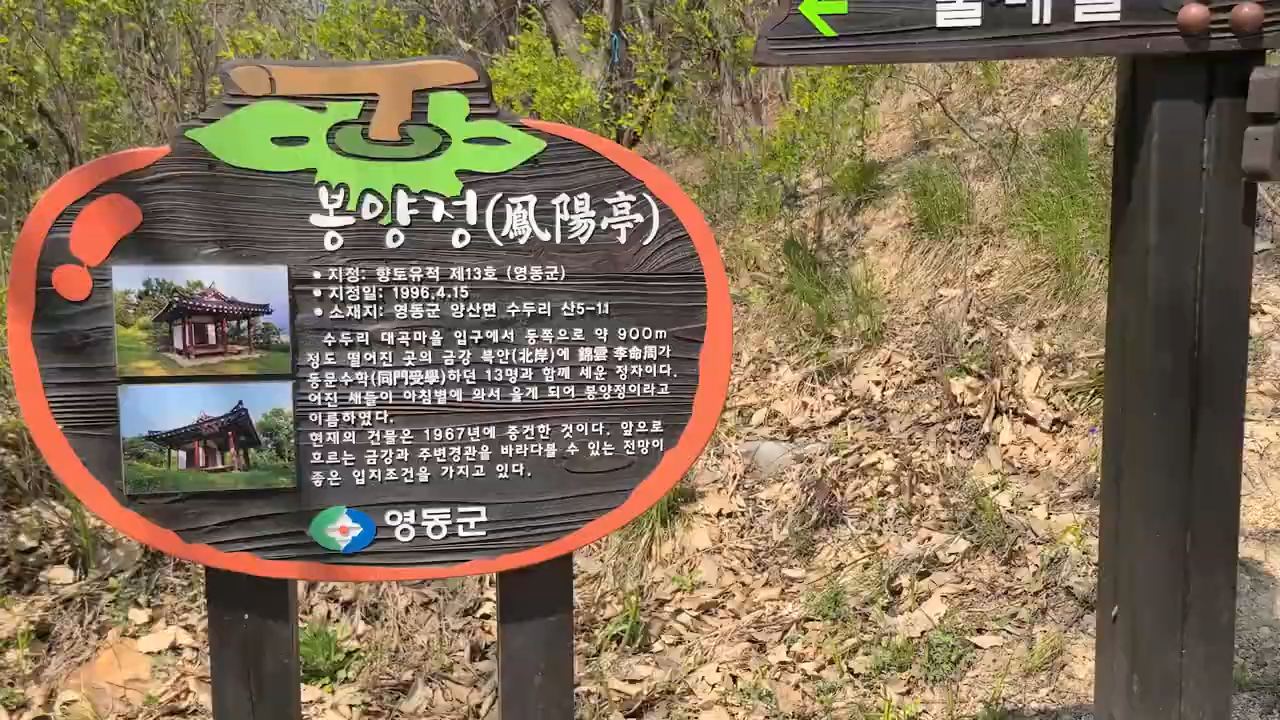 둘레길
봉양정(鳳陽亭)
• 지정: 향토유적 제13호 (영동군)
• 지정일: 1996.4.15
• 소재지: 영동군 양산면 수두리 산5-11
수두리 대곡마을 입구에서 동쪽으로 약 900m
정도 떨어진 곳의 금강 북안(北岸)에 錦雲 李命周가
동문수학(同門受學)하던 13명과 함께 세운 정자이다.
어진 새들이 아침볕에 와서 울게 되어 봉양정이라고
이름하였다.
현재의 건물은 1967년에 중건한 것이다. 앞으로
흐르는 금강과 주변경관을 바라다볼 수 있는 전망이
좋은 입지조건을 가지고 있다.
영동군